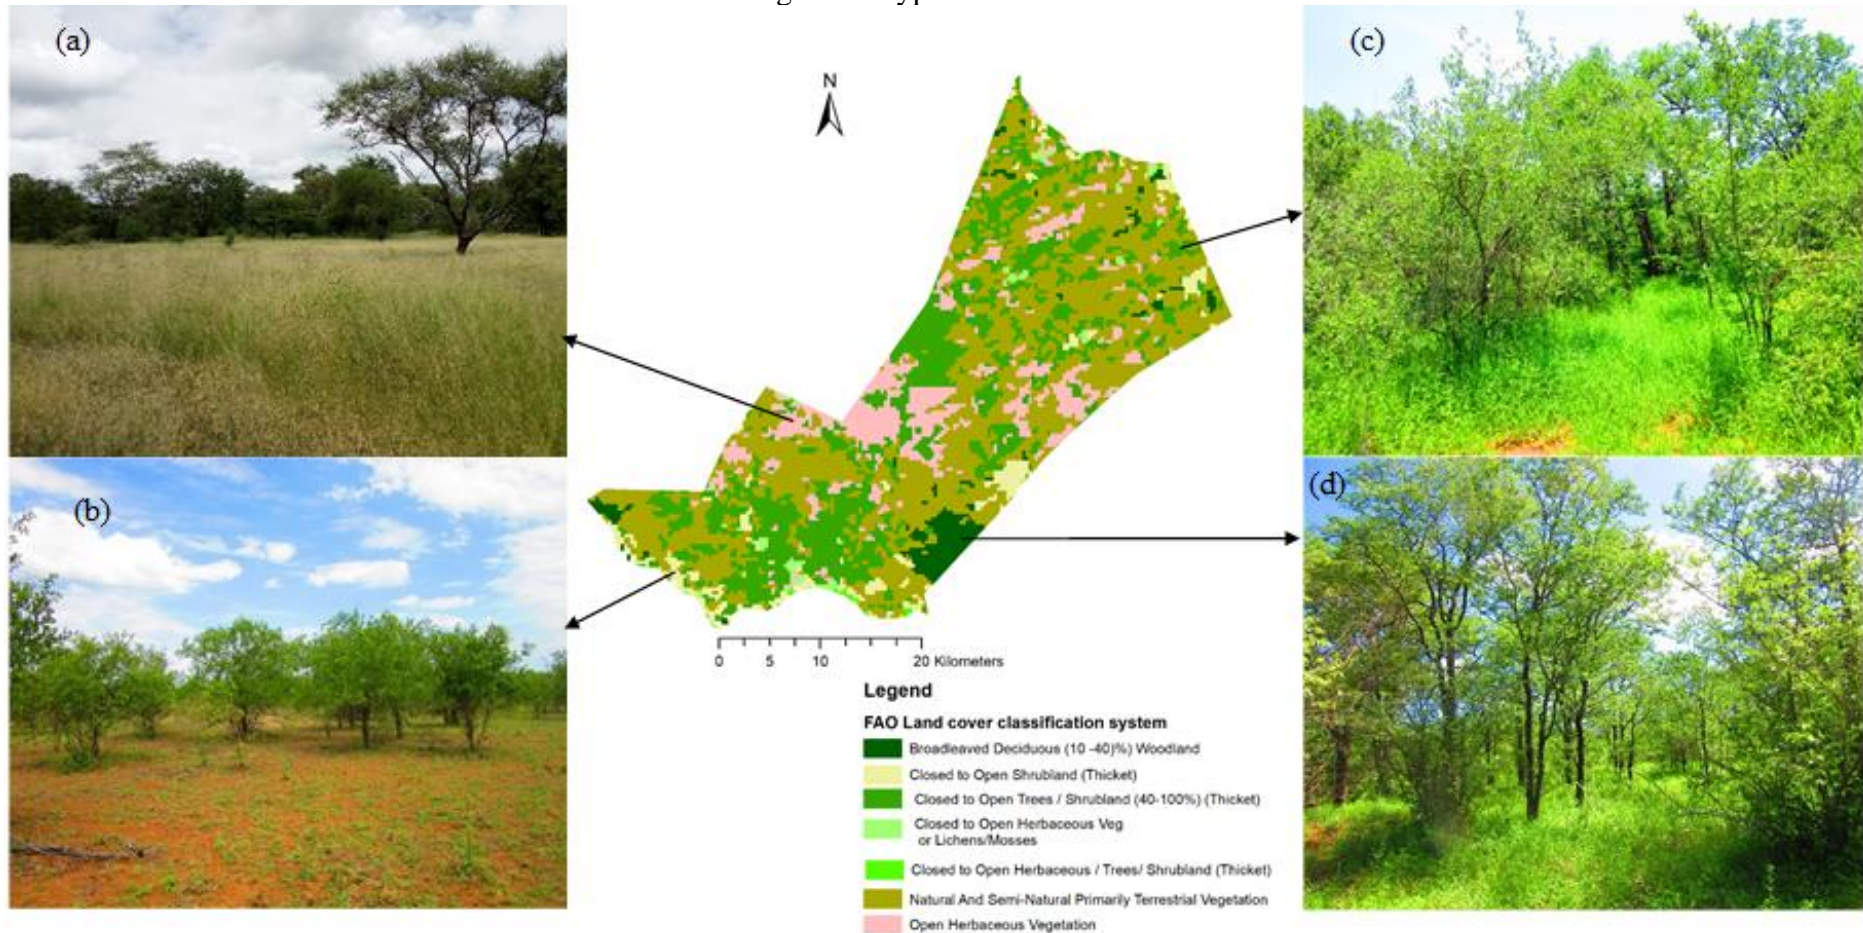 (a)
(c)
N
(b)
(d)
0 5 10 20 Kilometers
Legend
FAO Land cover classification system
Broadleaved Deciduous (10 -40)%) Woodland
Closed to Open Shrubland (Thicket)
Closed to Open Trees / Shrubland (40-100%) (Thicket)
Closed to Open Herbaceous Veg
or Lichens/Mosses
Closed to Open Herbaceous / Trees/ Shrubland (Thicket)
Natural And Semi-Natural Primarily Terrestrial Vegetation
Open Herbaceous Vegetation